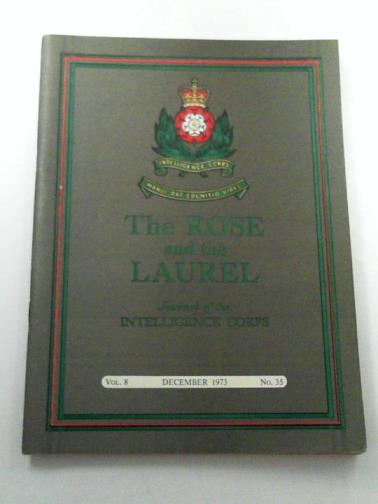 INTELLIGENCE CORPS
MANUI DAT COGNITIO VIRES
The ROSE
and the
LAUREL
Journal of the
INTELLIGENCE CORPS
VOL. 8 DECEMBER 1973 No. 35